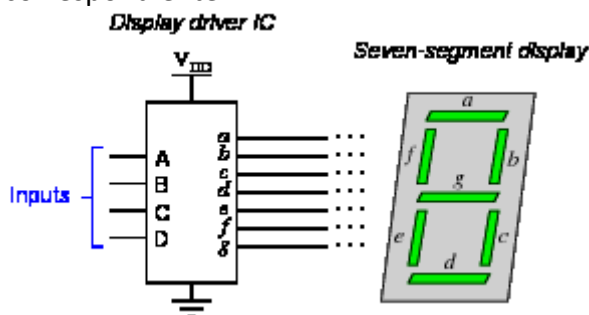 Display driver IC
Seven-segment display
VDD
Inputs
A
B
C
D
a
b
c
d
e
f
g
a
f
b
g
e
c
d